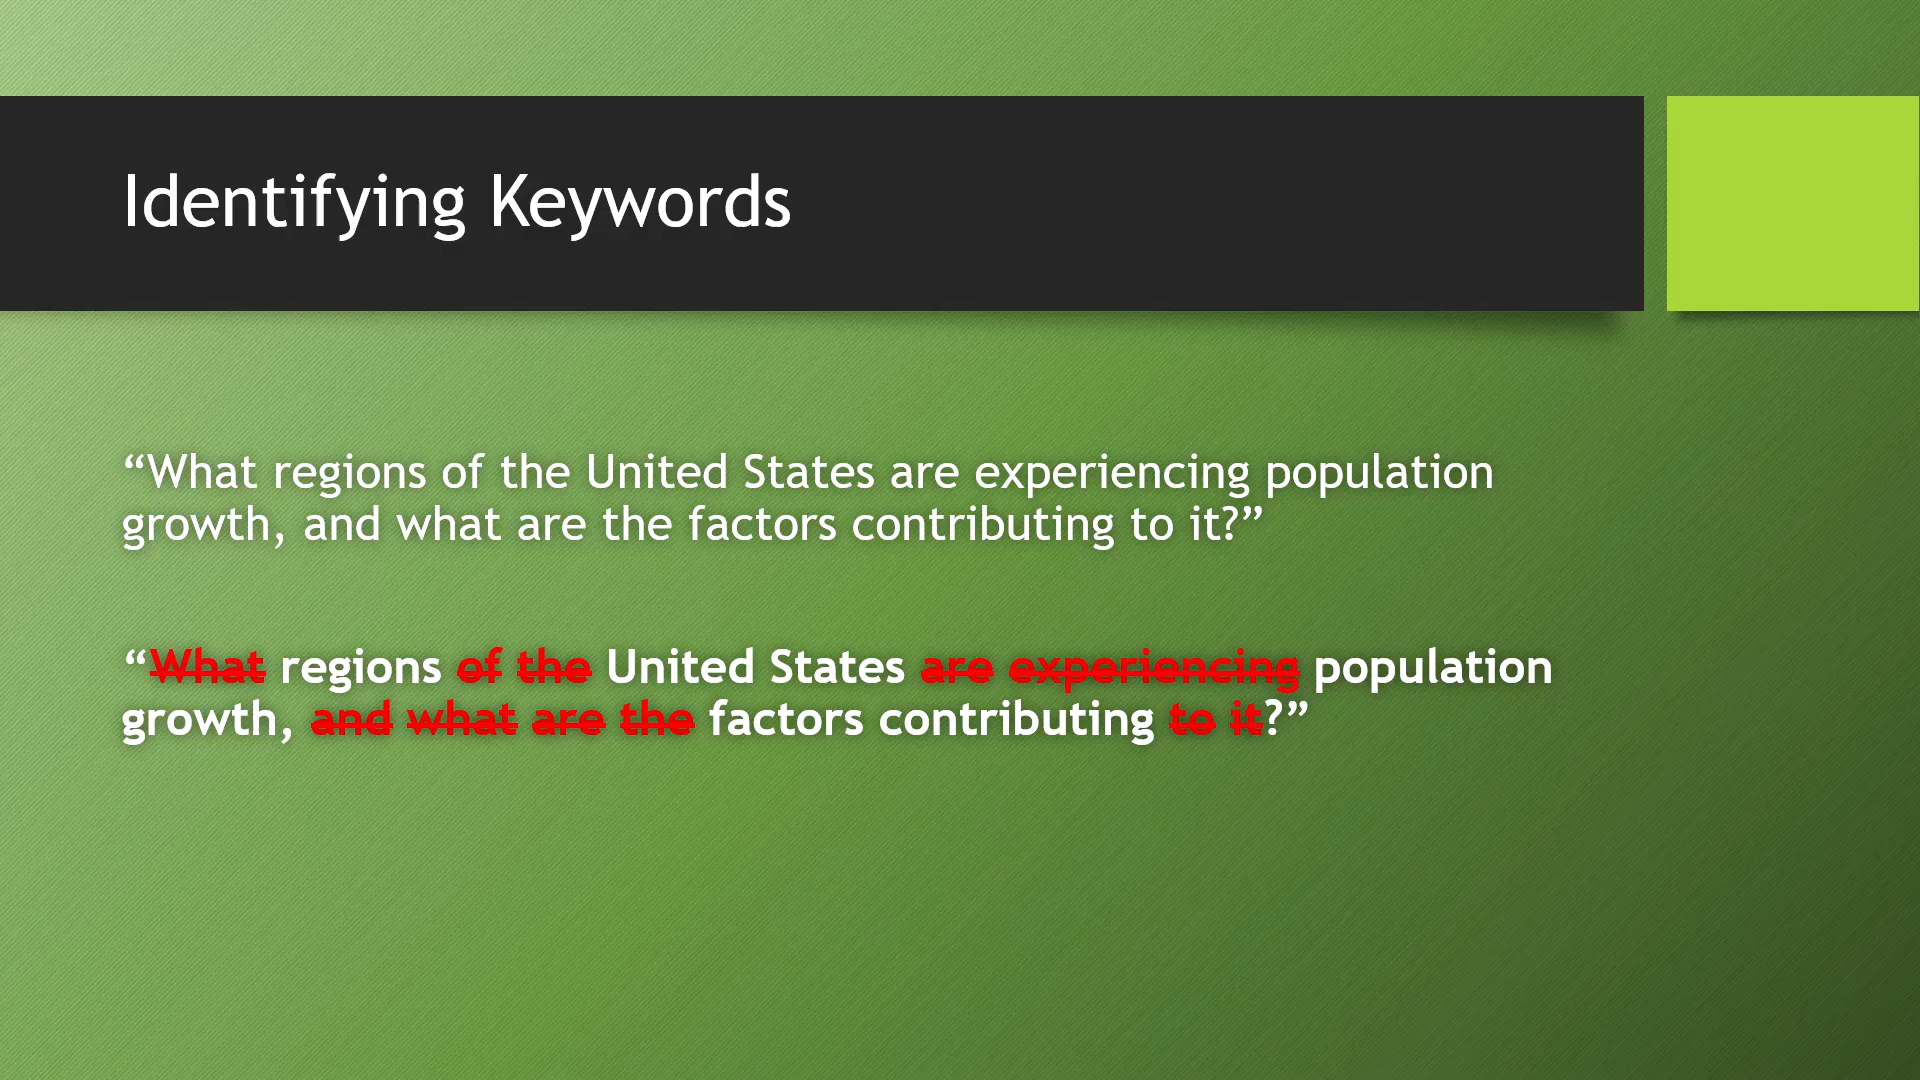 Identifying Keywords
“What regions of the United States are experiencing population
growth, and what are the factors contributing to it?”
“What regions of the United States are experiencing population
growth, and what are the factors contributing to it?”